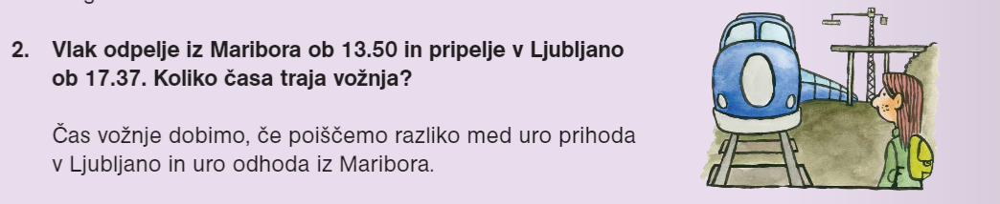 2. Vlak odpelje iz Maribora ob 13.50 in pripelje v Ljubljano
ob 17.37. Koliko časa traja vožnja?
Čas vožnje dobimo, če poiščemo razliko med uro prihoda
v Ljubljano in uro odhoda iz Maribora.